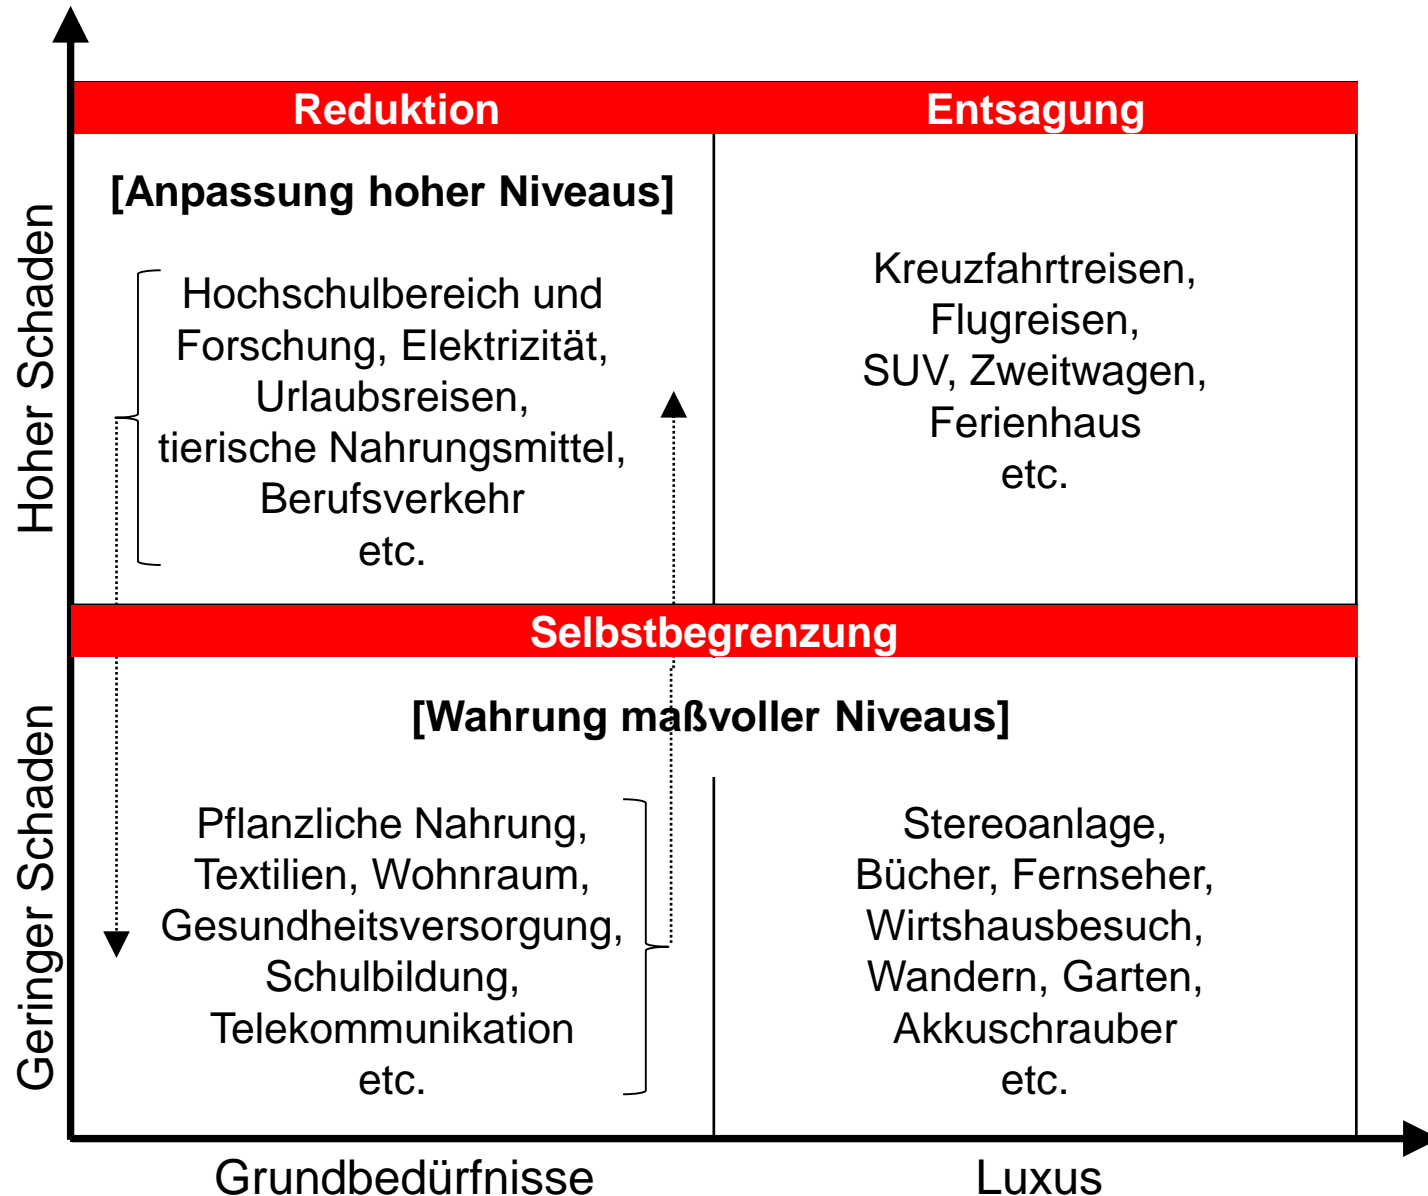 Reduktion
Entsagung
Hoher Schaden
[Anpassung hoher Niveaus]
Hochschulbereich und
Forschung, Elektrizität,
Urlaubsreisen,
tierische Nahrungsmittel,
Berufsverkehr
etc.
Kreuzfahrtreisen,
Flugreisen,
SUV, Zweitwagen,
Ferienhaus
etc.
Selbstbegrenzung
Geringer Schaden
[Wahrung maßvoller Niveaus]
Pflanzliche Nahrung,
Textilien, Wohnraum,
Gesundheitsversorgung,
Schulbildung,
Telekommunikation
etc.
Stereoanlage,
Bücher, Fernseher,
Wirtshausbesuch,
Wandern, Garten,
Akkuschrauber
etc.
Grundbedürfnisse
Luxus